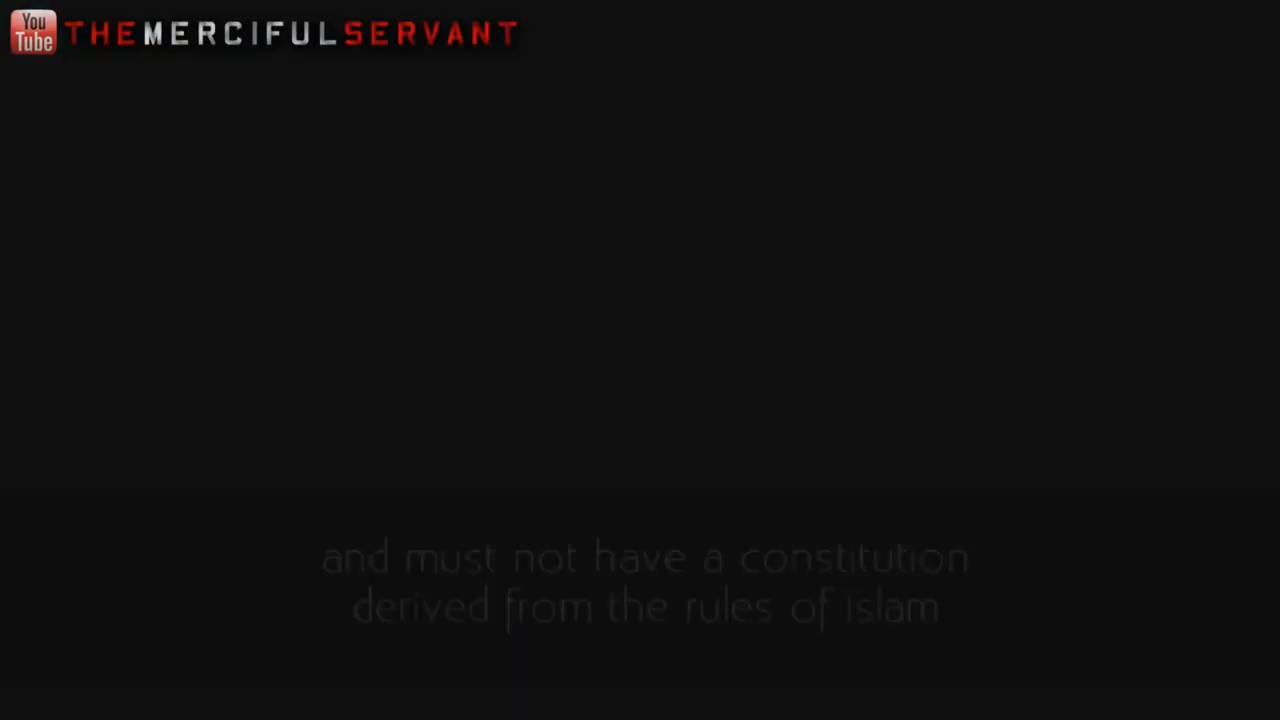 You
Tube
THEMERCIFULSERVANT
and must not have a constitution
derived from the rules of islam